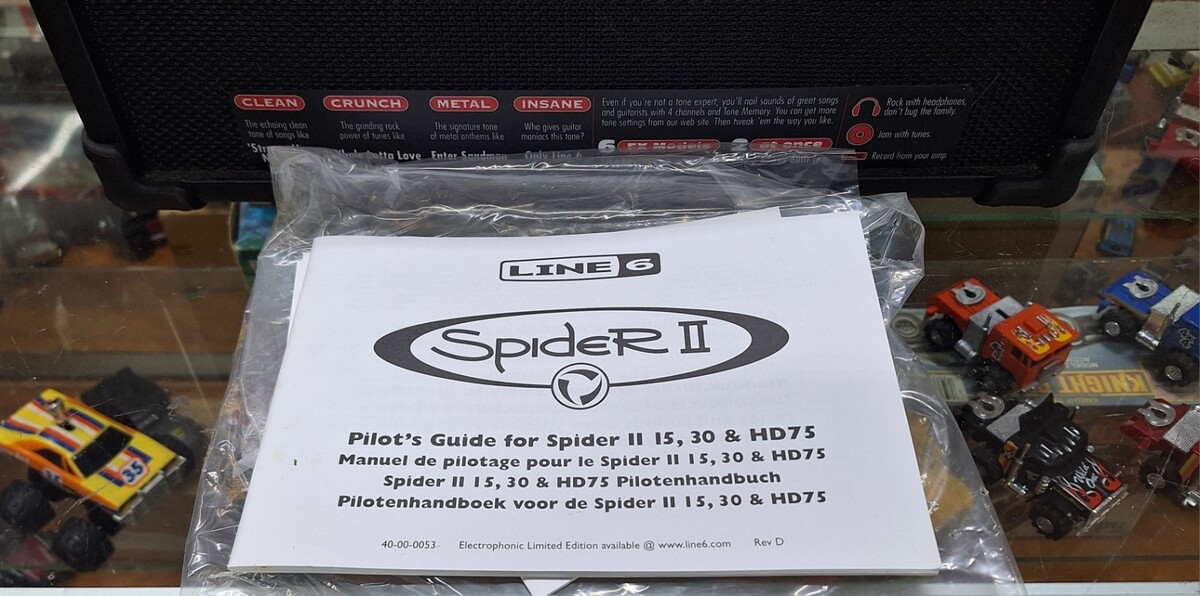 CLEAN CRUNCH METAL INSANE
The echoing clean
tone of songs like
The grinding rock
power of tunes like
Whole Lotta Love
The signature tone
of metal anthems like
Enter Sandman
Who gives guitar
maniacs this tone?
Only Line 6
Even if you're not a tone expert, you'll nail sounds of great songs
and guitarists with 4 channels and Tone Memory. You can get more
tone settings from our web site. Then tweak 'em the way you like.
6 FX Models 2 at once
Rock with headphones,
don't bug the family.
Jam with tunes.
Record from your amp.
LINE 6
SPIDER II
Pilot's Guide for Spider II 15, 30 & HD75
Manuel de pilotage pour le Spider II 15, 30 & HD75
Spider II 15, 30 & HD75 Pilotenhandbuch
Pilotenhandboek voor de Spider II 15, 30 & HD75
40-00-0053 Electrophonic Limited Edition available @ www.line6.com Rev D
35
KNIGHT
KNIGHT